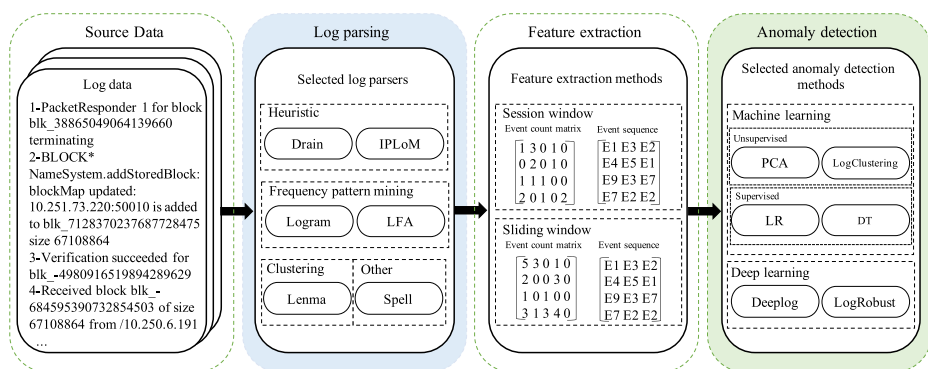 Source Data
Log data
1-PacketResponder 1 for block
blk_38865049064139660
terminating
2-BLOCK*
NameSystem.addStoredBlock:
blockMap updated:
10.251.73.220:50010 is added
to blk_7128370237687728475
size 67108864
3-Verification succeeded for
blk_-4980916519894289629
4-Received block blk_-
684595390732854503 of size
67108864 from /10.250.6.191
...
Log parsing
Selected log parsers
Heuristic
Drain
IPLoM
Frequency pattern mining
Logram
LFA
Clustering
Other
Lenma
Spell
Feature extraction
Feature extraction methods
Session window
Event count matrix
Event sequence
1 3 0 1 0
0 2 0 1 0
1 1 1 0 0
2 0 1 0 2
E1 E3 E2
E4 E5 E1
E9 E3 E7
E7 E2 E2
Sliding window
Event count matrix
Event sequence
5 3 0 1 0
2 0 0 3 0
1 0 1 0 0
3 1 3 4 0
E1 E3 E2
E4 E5 E1
E9 E3 E7
E7 E2 E2
Anomaly detection
Selected anomaly detection
methods
Machine learning
Unsupervised
PCA
LogClustering
Supervised
LR
DT
Deep learning
Deeplog
LogRobust